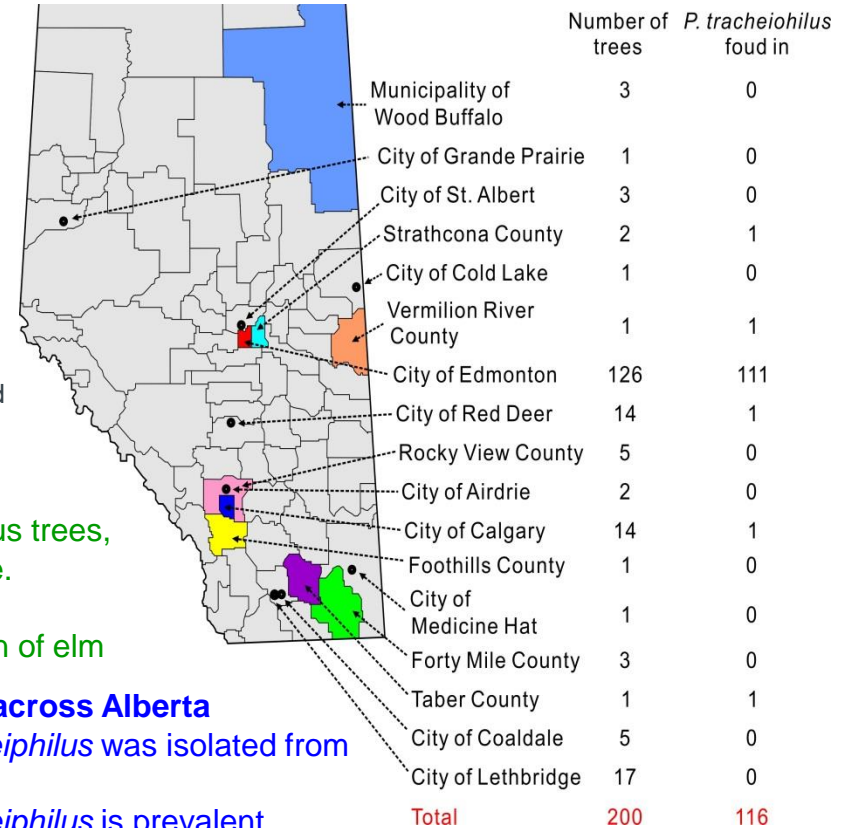 Number of trees P. tracheiohilus foud in
Municipality of Wood Buffalo 3 0
City of Grande Prairie 1 0
City of St. Albert 3 0
Strathcona County 2 1
City of Cold Lake 1 0
Vermilion River County 1 1
City of Edmonton 126 111
d
City of Red Deer 14 1
Rocky View County 5 0
City of Airdrie 2 0
us trees,
City of Calgary 14 1
e.
Foothills County 1 0
City of Medicine Hat 1 0
n of elm
Forty Mile County 3 0
across Alberta
Taber County 1 1
eiphilus was isolated from
City of Coaldale 5 0
City of Lethbridge 17 0
eiphilus is prevalent
Total 200 116